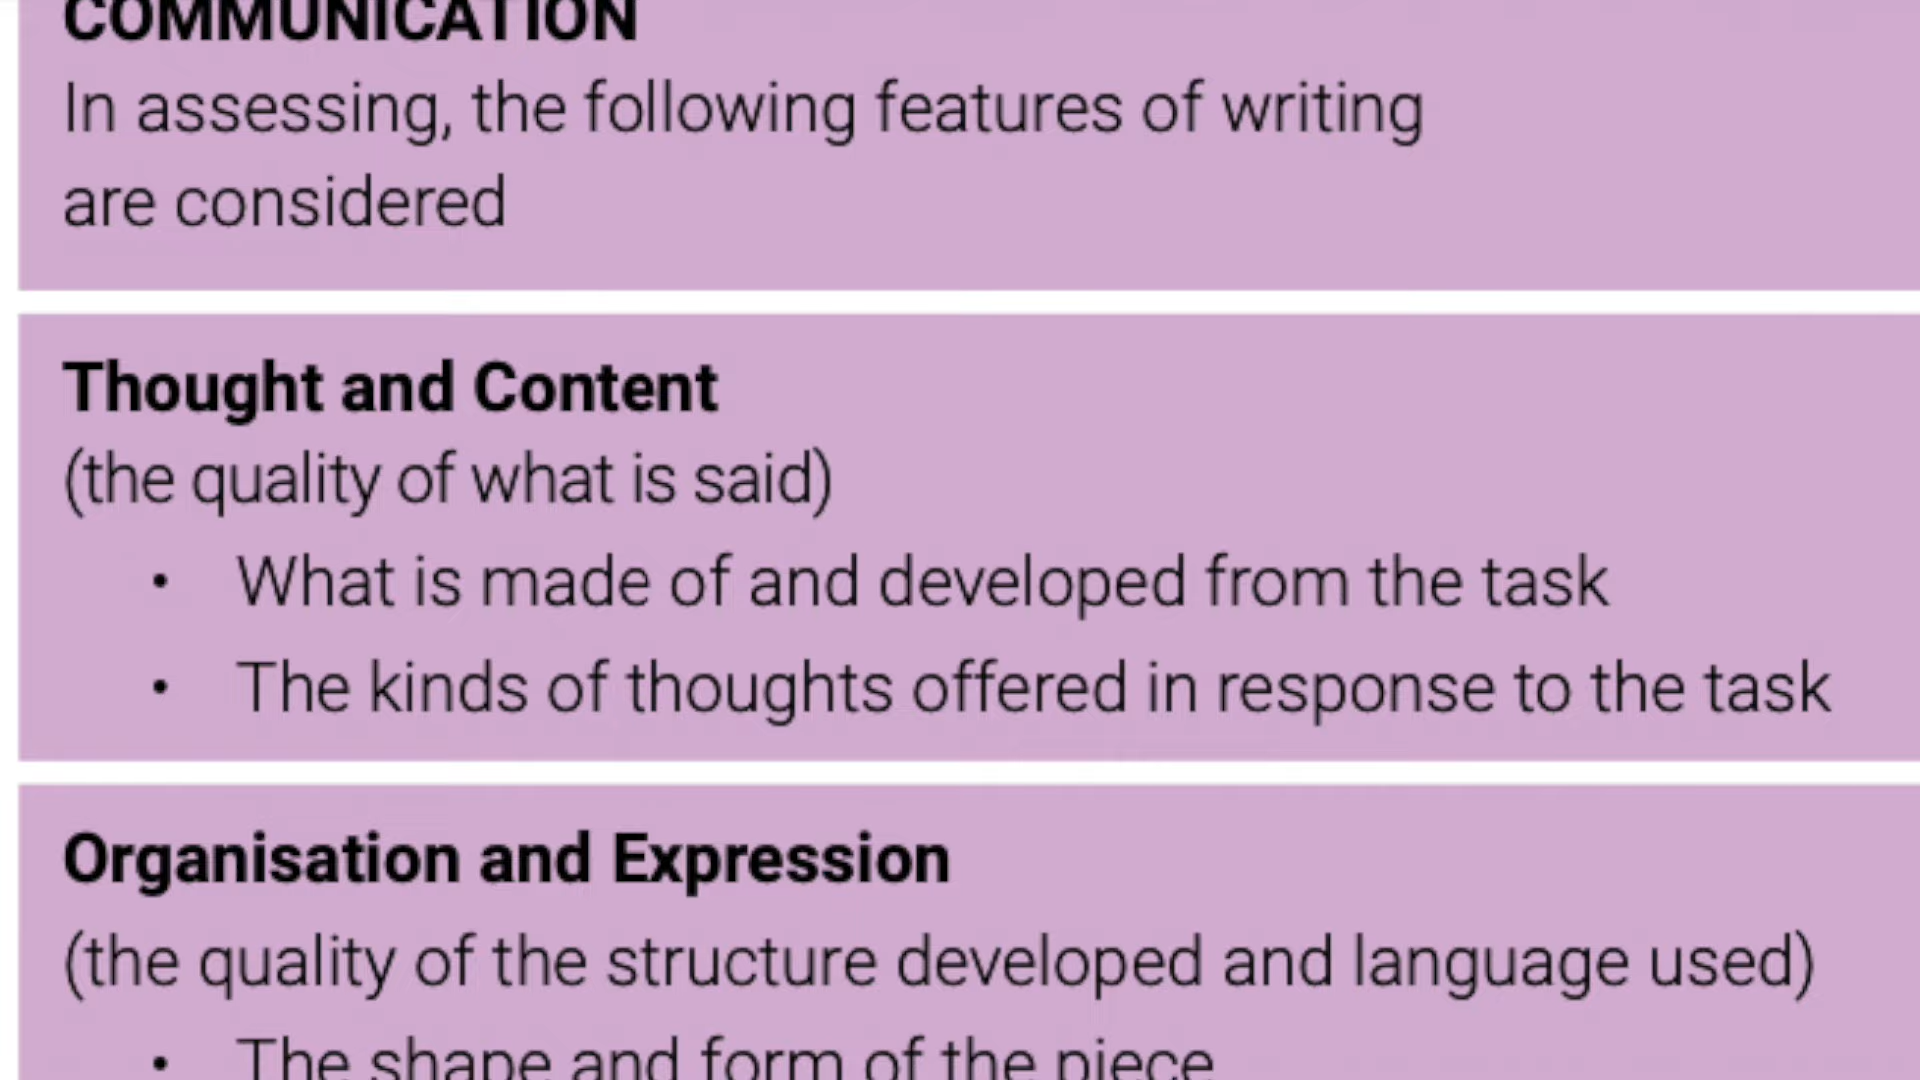 COMMUNICATION
In assessing, the following features of writing
are considered
Thought and Content
(the quality of what is said)
• What is made of and developed from the task
• The kinds of thoughts offered in response to the task
Organisation and Expression
(the quality of the structure developed and language used)
• The shape and form of the piece